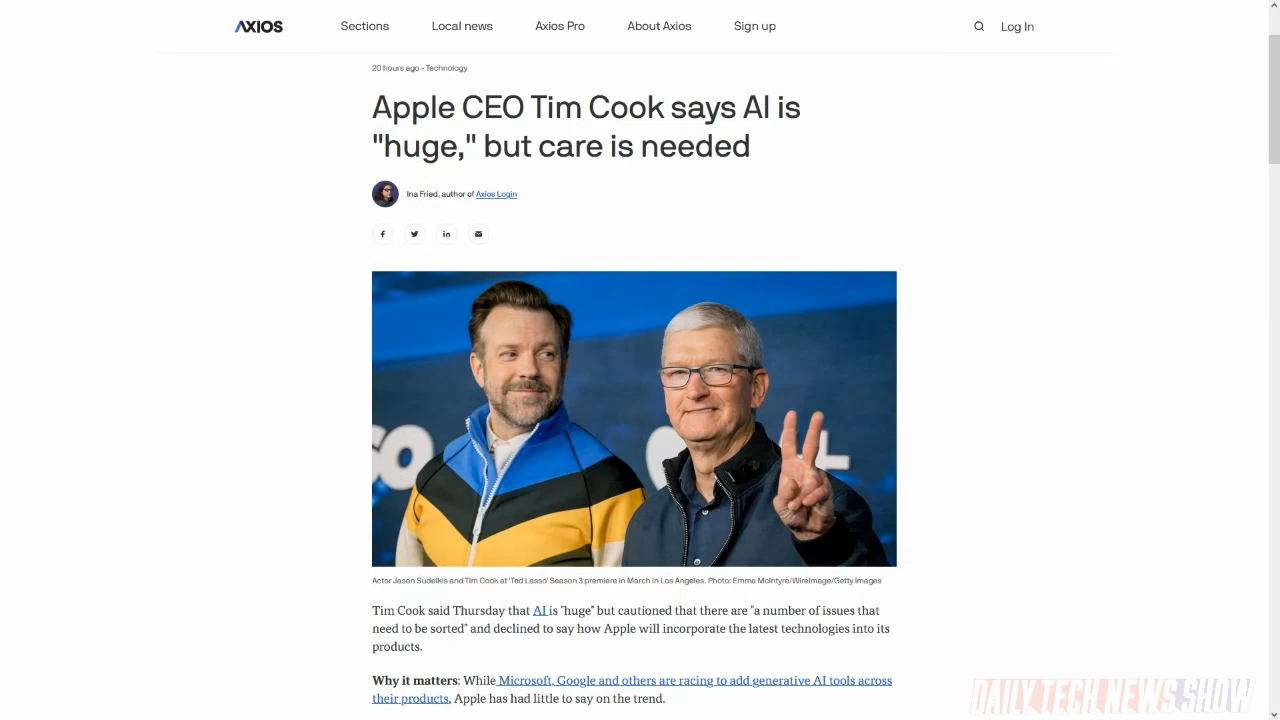 AXIOS
Sections
Local news
Axios Pro
About Axios
Sign up
Log In
20 hours ago - Technology
Apple CEO Tim Cook says AI is
"huge," but care is needed
Ina Fried, author of Axios Login
Actor Jason Sudeikis and Tim Cook at 'Ted Lasso' Season 3 premiere in March in Los Angeles. Photo: Emma McIntyre/WireImage/Getty Images
Tim Cook said Thursday that AI is "huge" but cautioned that there are "a number of issues that
need to be sorted" and declined to say how Apple will incorporate the latest technologies into its
products.
Why it matters: While Microsoft, Google and others are racing to add generative AI tools across
their products, Apple has had little to say on the trend.
DAILY TECH NEWS SHOW